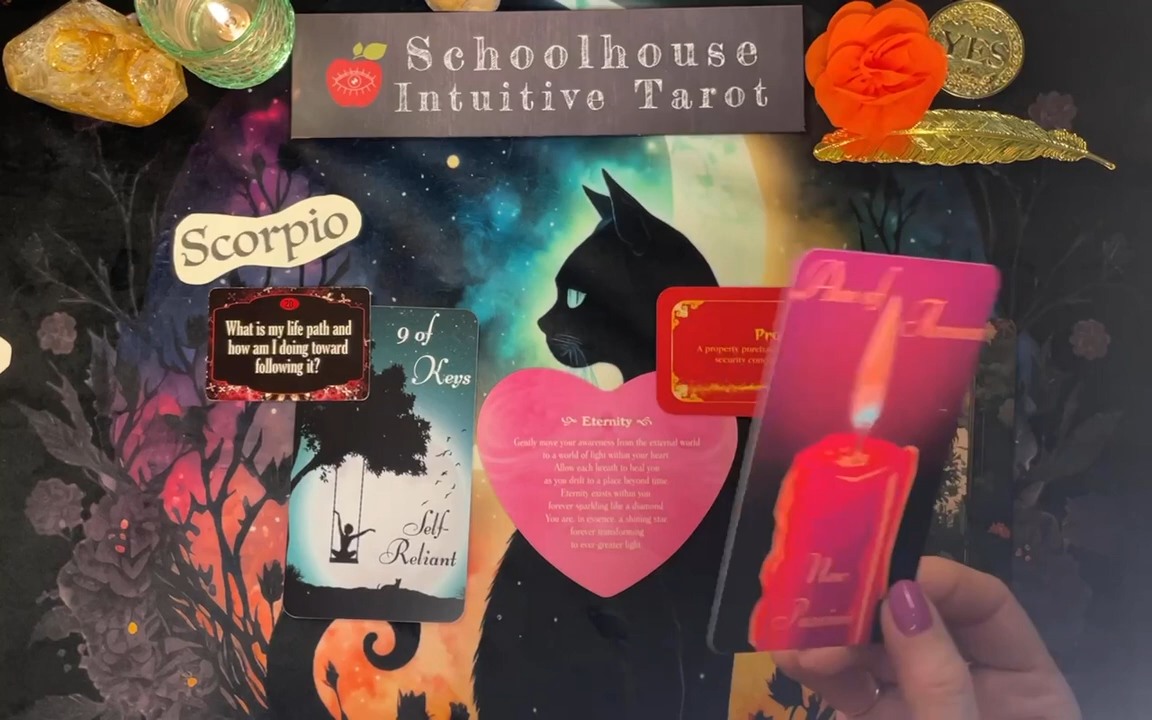 Schoolhouse
Intuitive Tarot
YES
Scorpio
20
What is my life path and
how am I doing toward
following it?
9 of
Keys
Self-
Reliant
Eternity
Gently move your awareness from the external world
to a world of light within your heart
Allow each breath to heal you
as you drift to a place beyond time
Eternity exists within you
forever sparkling like a diamond
You are, in essence, a shining star
forever transforming
to ever greater light
A property
security
New